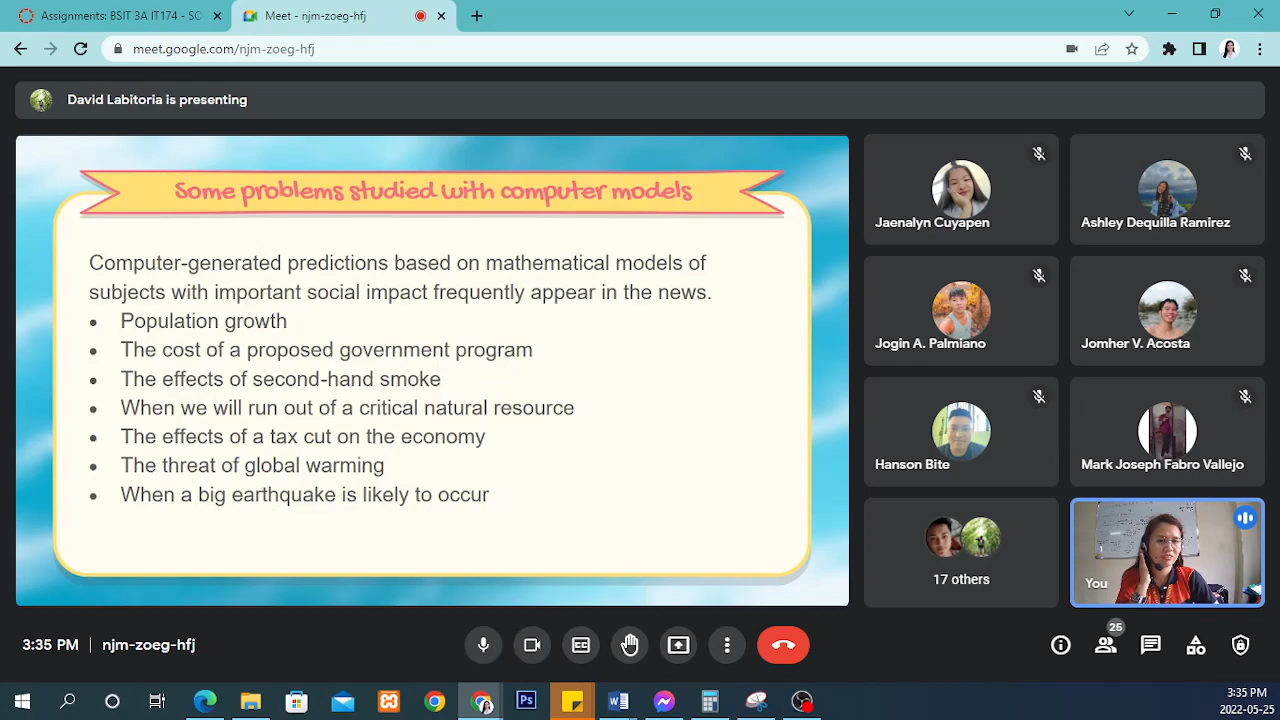 Assignments: BSIT 3A IT174 - SO
Meet - njm-zoeg-hfj
meet.google.com/njm-zoeg-hfj
David Labitoria is presenting
Some problems studied with computer models
Computer-generated predictions based on mathematical models of
subjects with important social impact frequently appear in the news.
• Population growth
• The cost of a proposed government program
• The effects of second-hand smoke
• When we will run out of a critical natural resource
• The effects of a tax cut on the economy
• The threat of global warming
• When a big earthquake is likely to occur
Jaenalyn Cuyapen
Ashley Dequilla Ramirez
Jogin A. Palmiano
Jomher V. Acosta
Hanson Bite
Mark Joseph Fabro Vallejo
17 others
You
3:35 PM | njm-zoeg-hfj
25
Ps
3:35 PM
2022-05-25